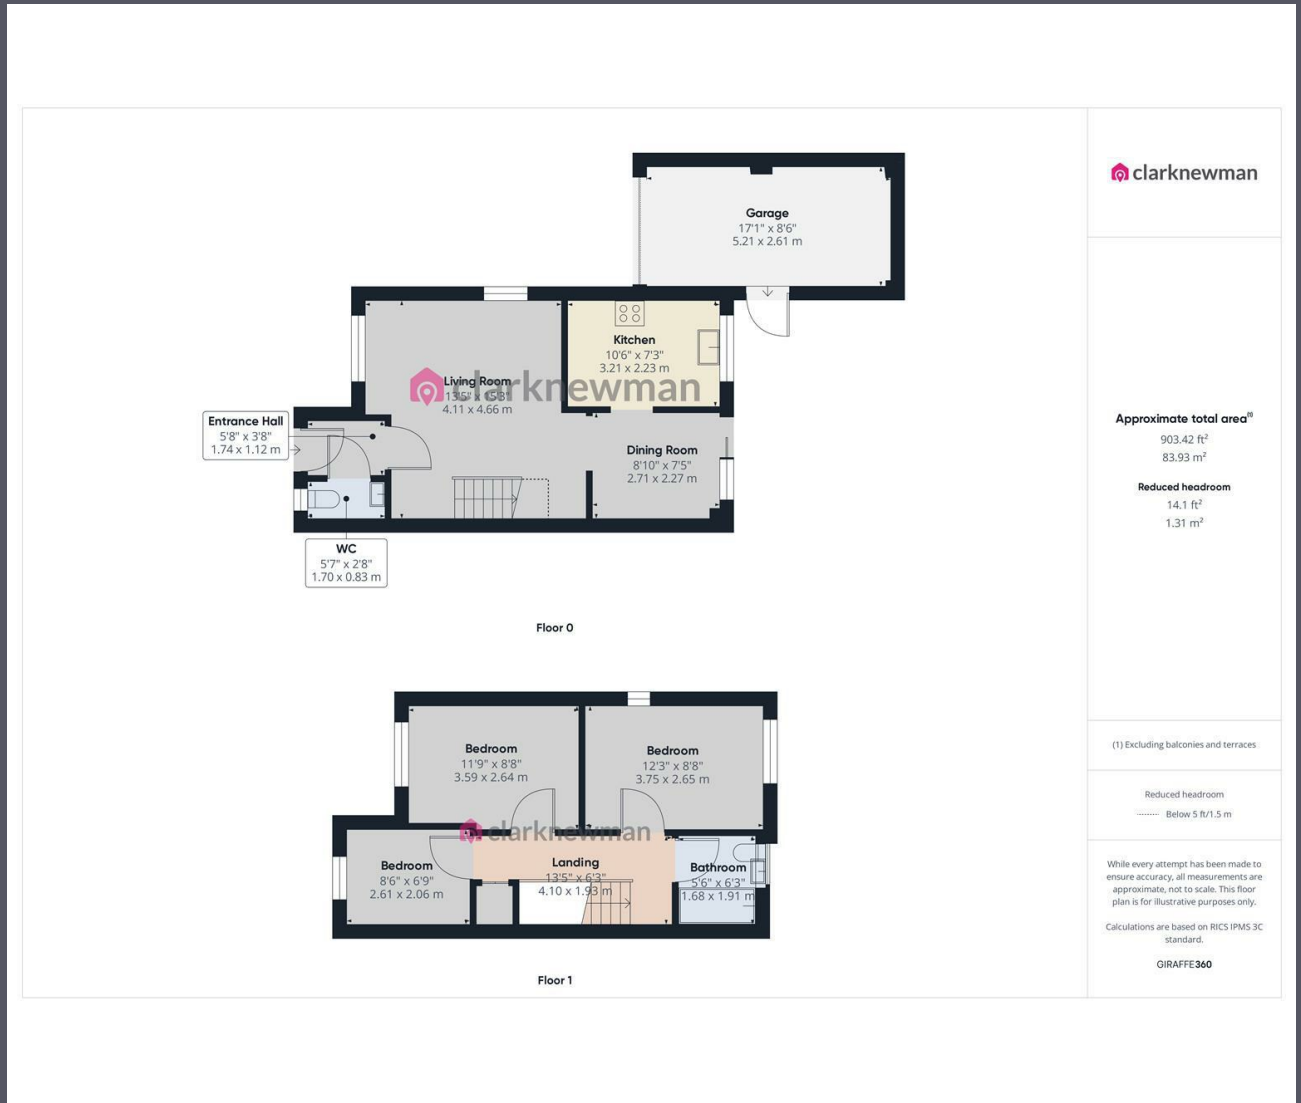 clarknewman
Garage
17'1" x 8'6"
5.21 x 2.61 m
Kitchen
10'6" x 7'3"
3.21 x 2.23 m
Living Room
13'5" x 15'3"
4.11 x 4.66 m
clarknewman
Entrance Hall
5'8" x 3'8"
1.74 x 1.12 m
Dining Room
8'10" x 7'5"
2.71 x 2.27 m
WC
5'7" x 2'8"
1.70 x 0.83 m
Floor 0
Bedroom
11'9" x 8'8"
3.59 x 2.64 m
Bedroom
12'3" x 8'8"
3.75 x 2.65 m
clarknewman
Bedroom
8'6" x 6'9"
2.61 x 2.06 m
Landing
13'5" x 6'3"
4.10 x 1.93 m
Bathroom
5'6" x 6'3"
1.68 x 1.91 m
Floor 1
Approximate total area(1)
903.42 ft²
83.93 m²
Reduced headroom
14.1 ft²
1.31 m²
(1) Excluding balconies and terraces
Reduced headroom
Below 5 ft/1.5 m
While every attempt has been made to
ensure accuracy, all measurements are
approximate, not to scale. This floor
plan is for illustrative purposes only.
Calculations are based on RICS IPMS 3C
standard.
GIRAFFE360